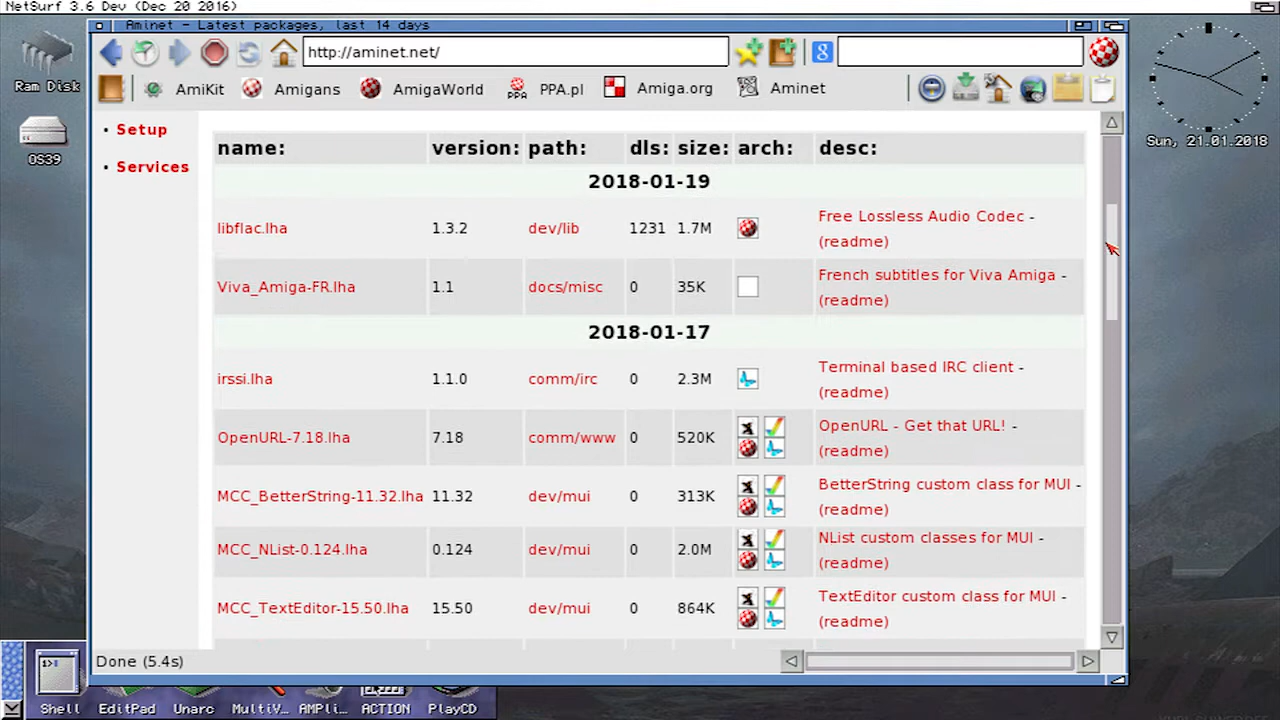 NetSurf 3.6 Dev (Dec 20 2016)
Aminet - Latest packages, last 14 days
Ram Disk
OS39
http://aminet.net/
AmiKit
Amigans
AmigaWorld
PPA
PPA.pl
Amiga.org
Aminet
Sun, 21.01.2018
Setup
Services
name: version: path: dls: size: arch: desc:
2018-01-19
libflac.lha 1.3.2 dev/lib 1231 1.7M Free Lossless Audio Codec -
(readme)
Viva_Amiga-FR.lha 1.1 docs/misc 0 35K French subtitles for Viva Amiga -
(readme)
2018-01-17
irssi.lha 1.1.0 comm/irc 0 2.3M Terminal based IRC client -
(readme)
OpenURL-7.18.lha 7.18 comm/www 0 520K OpenURL - Get that URL! -
(readme)
MCC_BetterString-11.32.lha 11.32 dev/mui 0 313K BetterString custom class for MUI -
(readme)
MCC_NList-0.124.lha 0.124 dev/mui 0 2.0M NList custom classes for MUI -
(readme)
MCC_TextEditor-15.50.lha 15.50 dev/mui 0 864K TextEditor custom class for MUI -
(readme)
Done (5.4s)
Shell EditPad Unarc MultiV… AMPli… ACTION PlayCD